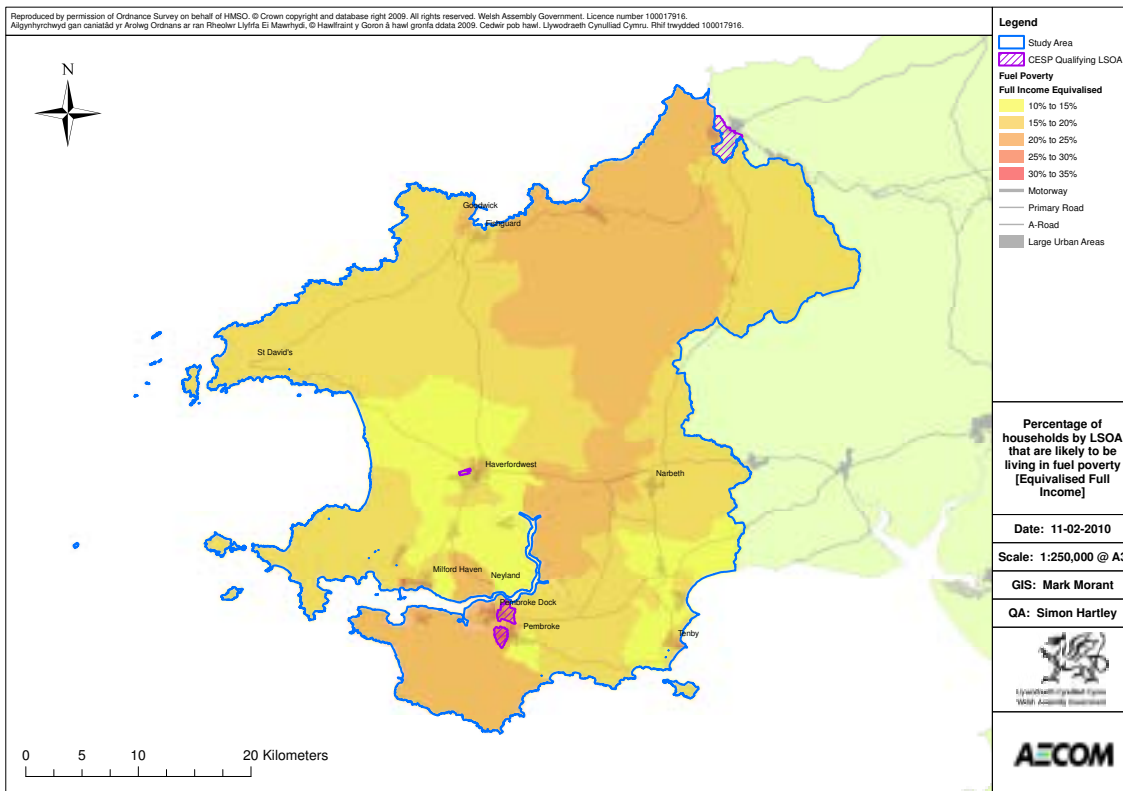 Reproduced by permission of Ordnance Survey on behalf of HMSO. © Crown copyright and database right 2009. All rights reserved. Welsh Assembly Government. Licence number 100017916.
Atgynhyrchwyd gan caniatâd yr Arolwg Ordnans ar ran Rheolwr Llyfrfa Ei Mawrhydi, © Hawlfraint y Goron â hawl gronfa ddata 2009. Cedwir pob hawl. Llywodraeth Cynulliad Cymru. Rhif trwydded 100017916.
N
Goodwick
Fishguard
St David's
Haverfordwest
Narbeth
Milford Haven
Neyland
Pembroke Dock
Pembroke
Tenby
0 5 10 20 Kilometers
Legend
Study Area
CESP Qualifying LSOA
Fuel Poverty
Full Income Equivalised
10% to 15%
15% to 20%
20% to 25%
25% to 30%
30% to 35%
Motorway
Primary Road
A-Road
Large Urban Areas
Percentage of
households by LSOA
that are likely to be
living in fuel poverty
[Equivalised Full
Income]
Date: 11-02-2010
Scale: 1:250,000 @ A3
GIS: Mark Morant
QA: Simon Hartley
Llywodraeth Cynulliad Cymru
Welsh Assembly Government
AECOM